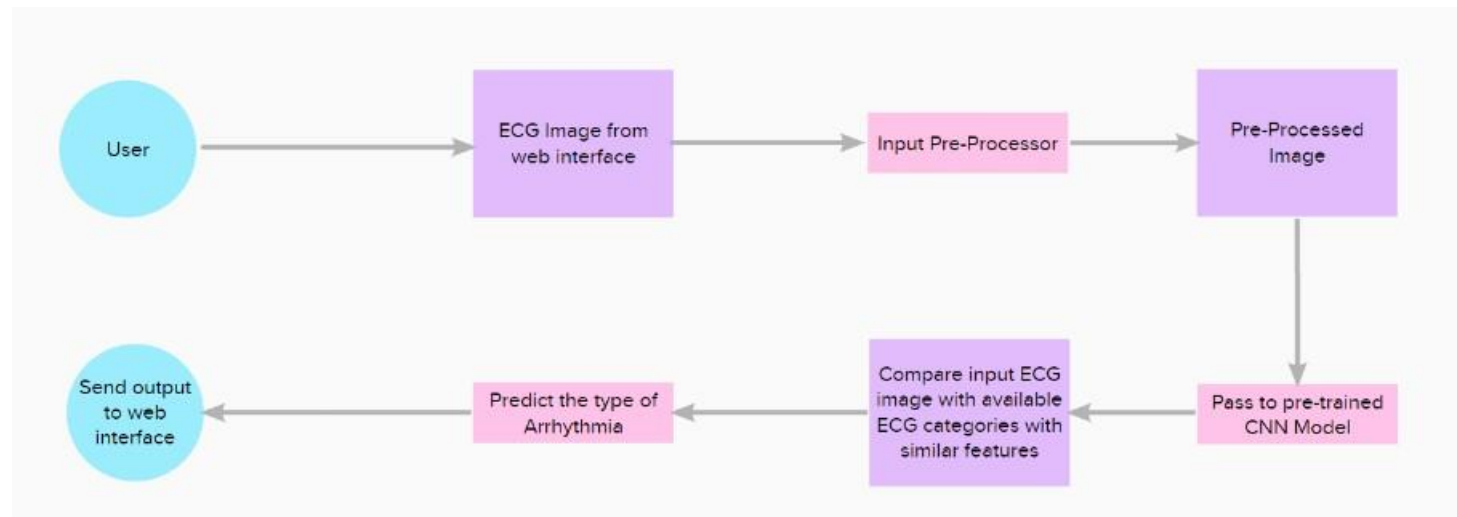 User
ECG Image from
web interface
Input Pre-Processor
Pre-Processed
Image
Pass to pre-trained
CNN Model
Compare input ECG
image with available
ECG categories with
similar features
Predict the type of
Arrhythmia
Send output
to web
interface